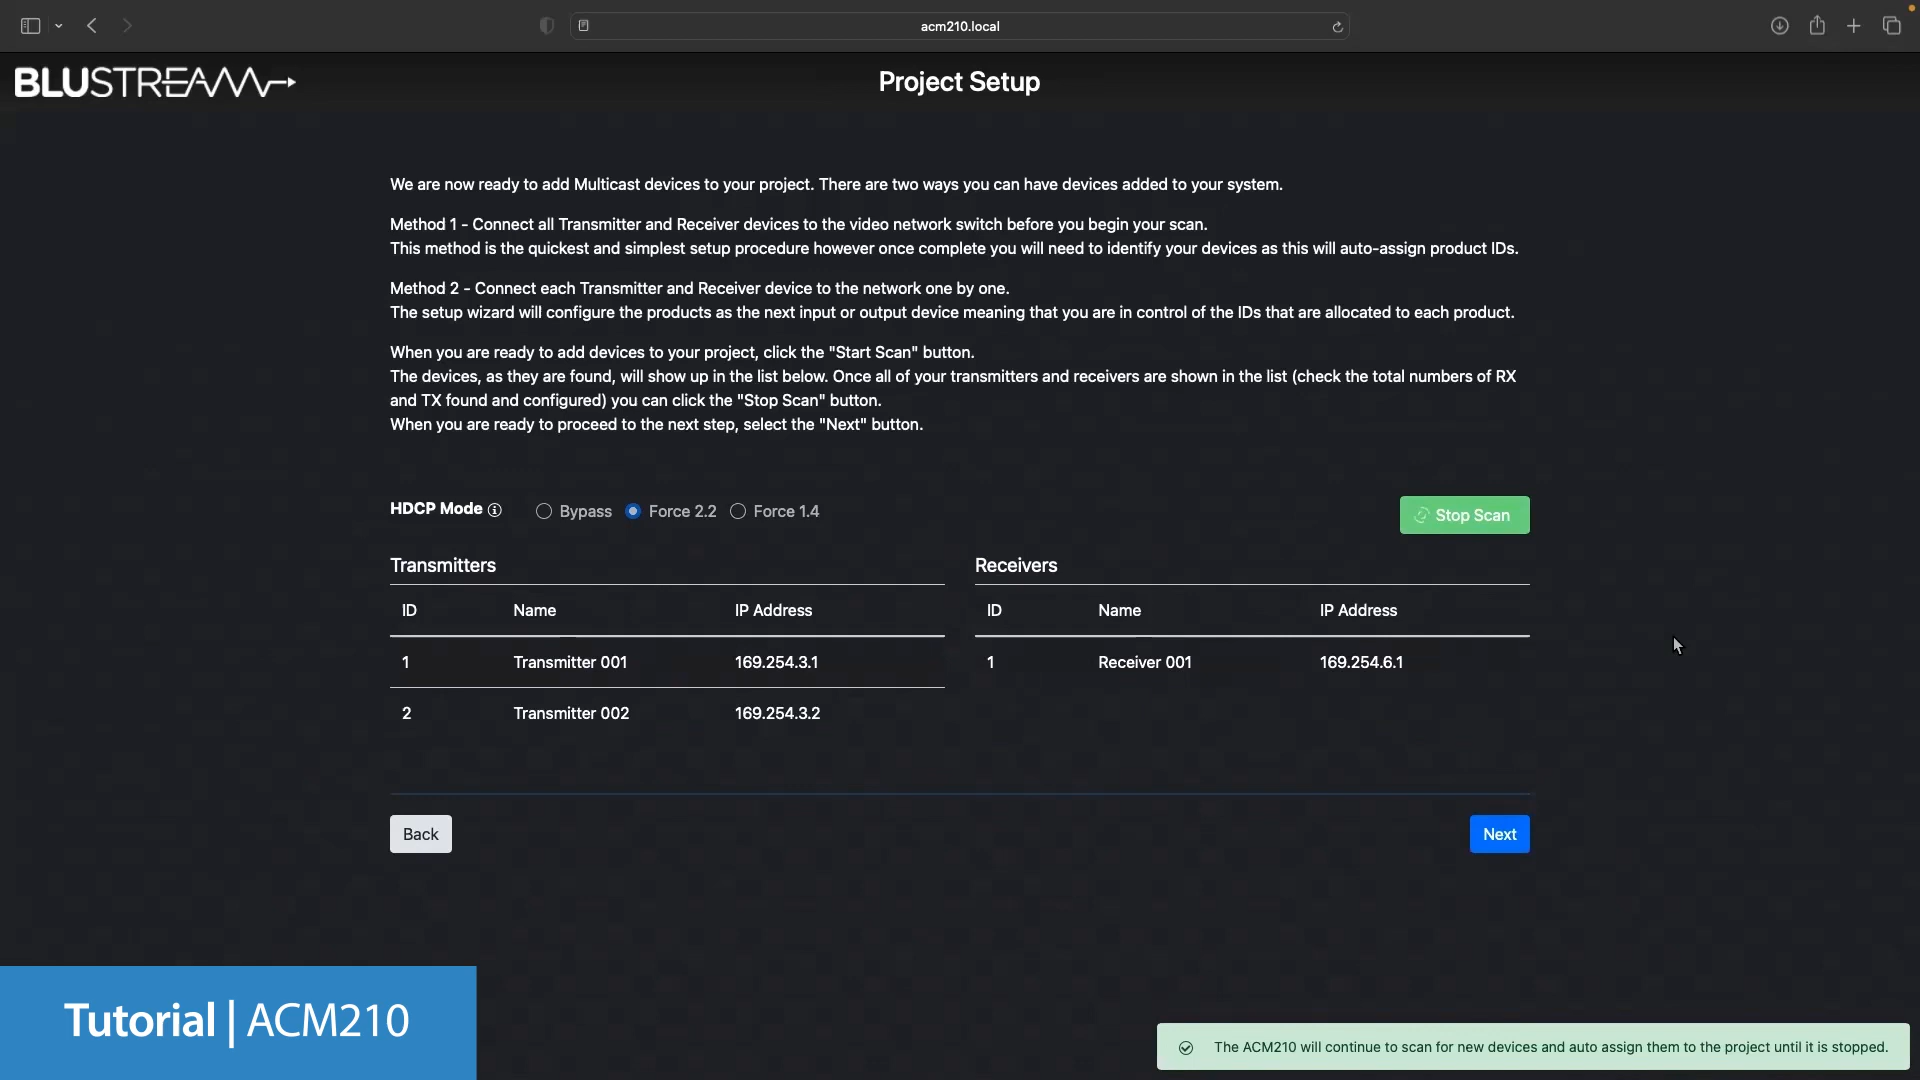 acm210.local
BLUSTREAM
Project Setup
We are now ready to add Multicast devices to your project. There are two ways you can have devices added to your system.
Method 1 - Connect all Transmitter and Receiver devices to the video network switch before you begin your scan.
This method is the quickest and simplest setup procedure however once complete you will need to identify your devices as this will auto-assign product IDs.
Method 2 - Connect each Transmitter and Receiver device to the network one by one.
The setup wizard will configure the products as the next input or output device meaning that you are in control of the IDs that are allocated to each product.
When you are ready to add devices to your project, click the "Start Scan" button.
The devices, as they are found, will show up in the list below. Once all of your transmitters and receivers are shown in the list (check the total numbers of RX
and TX found and configured) you can click the "Stop Scan" button.
When you are ready to proceed to the next step, select the "Next" button.
HDCP Mode Bypass Force 2.2 Force 1.4
Stop Scan
Transmitters
ID Name IP Address
1 Transmitter 001 169.254.3.1
2 Transmitter 002 169.254.3.2
Receivers
ID Name IP Address
1 Receiver 001 169.254.6.1
Back
Next
Tutorial | ACM210
The ACM210 will continue to scan for new devices and auto assign them to the project until it is stopped.